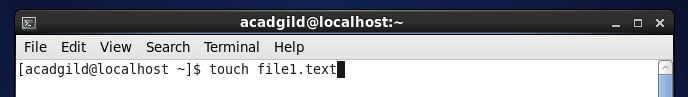 acadgild@localhost:~
File Edit View Search Terminal Help
[acadgild@localhost ~]$ touch file1.text